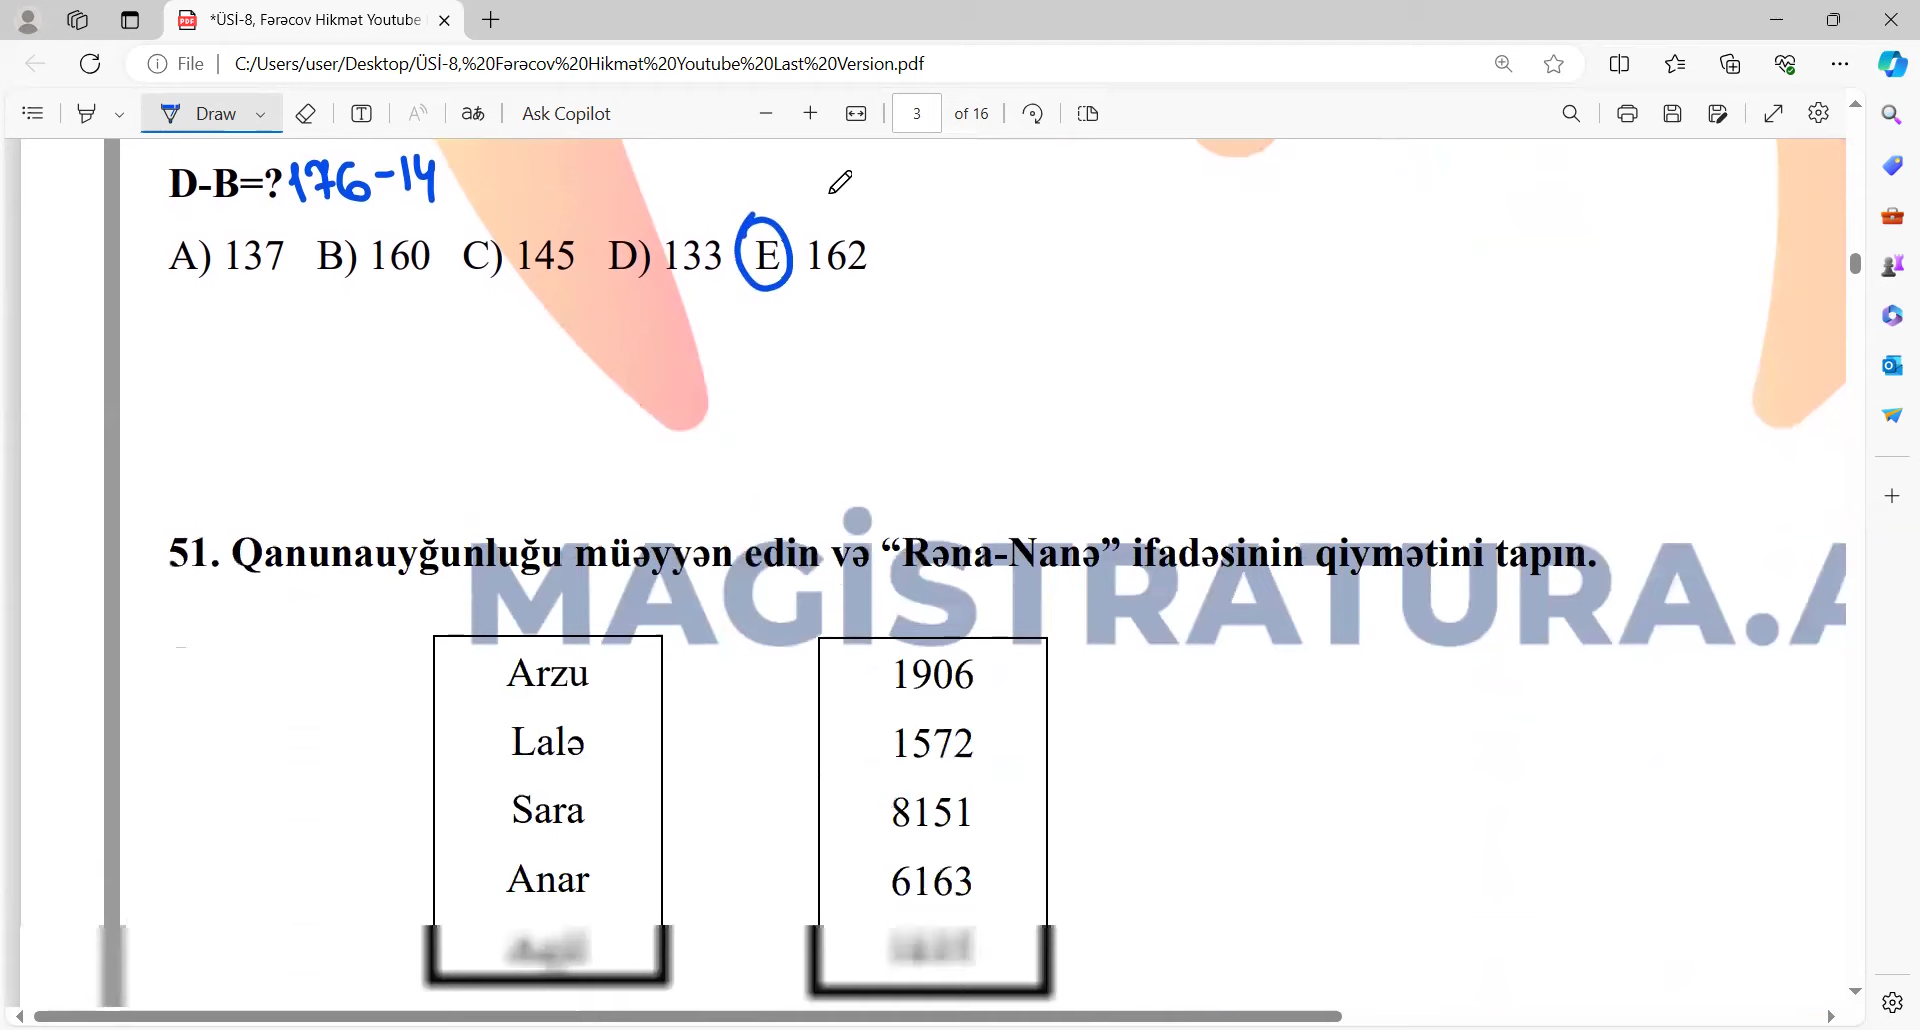 *ÜSİ-8, Fərəcov Hikmət Youtube
File C:/Users/user/Desktop/ÜSİ-8,%20Fərəcov%20Hikmət%20Youtube%20Last%20Version.pdf
Draw Ask Copilot 3 of 16
D-B=? 176-14
A) 137 B) 160 C) 145 D) 133 E 162
51. Qanunauyğunluğu müəyyən edin və “Rəna-Nanə” ifadəsinin qiymətini tapın.
MAGİSTRATURA.A
Arzu 1906
Lalə 1572
Sara 8151
Anar 6163